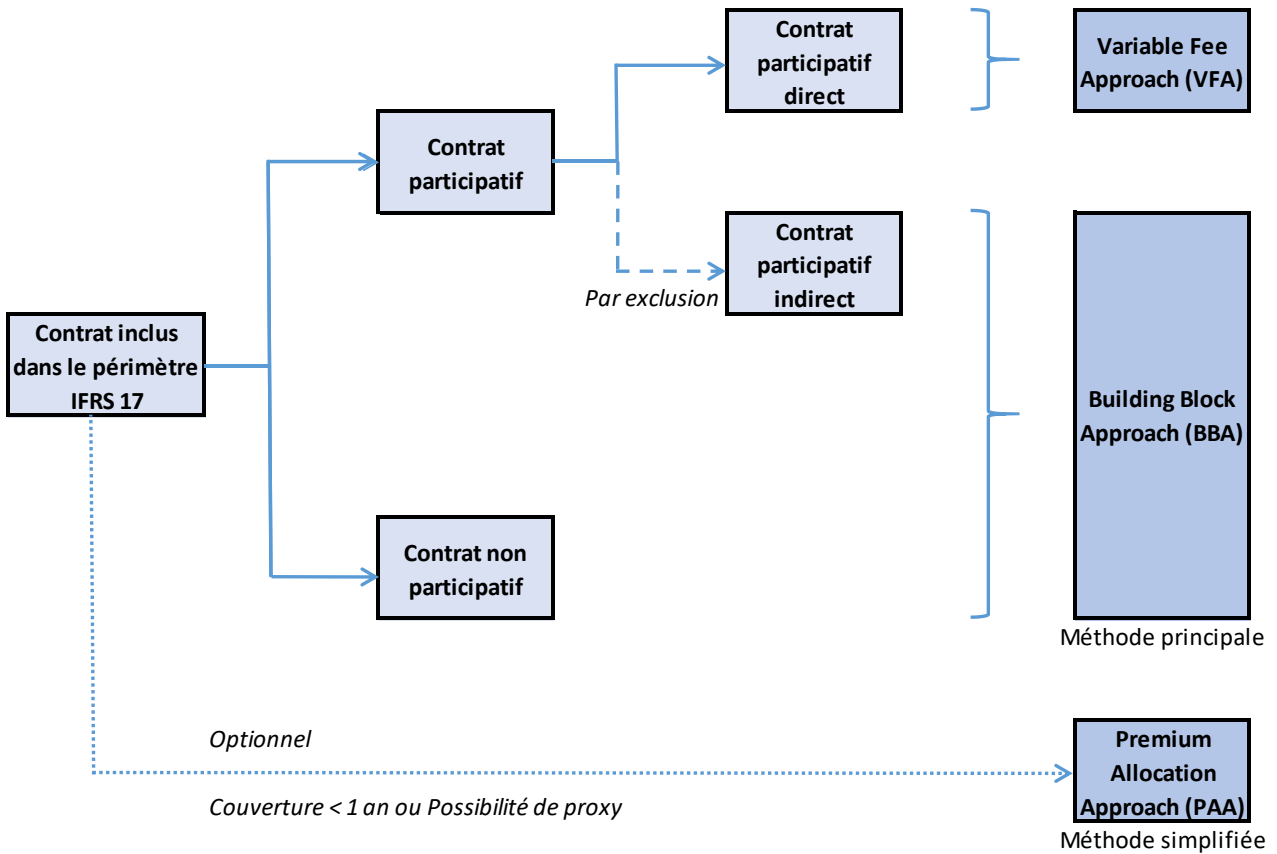 Contrat
participatif
direct
Variable Fee
Approach (VFA)
Contrat
participatif
Contrat
participatif
indirect
Par exclusion
Contrat inclus
dans le périmètre
IFRS 17
Building Block
Approach (BBA)
Contrat non
participatif
Méthode principale
Optionnel
Couverture < 1 an ou Possibilité de proxy
Premium
Allocation
Approach (PAA)
Méthode simplifiée